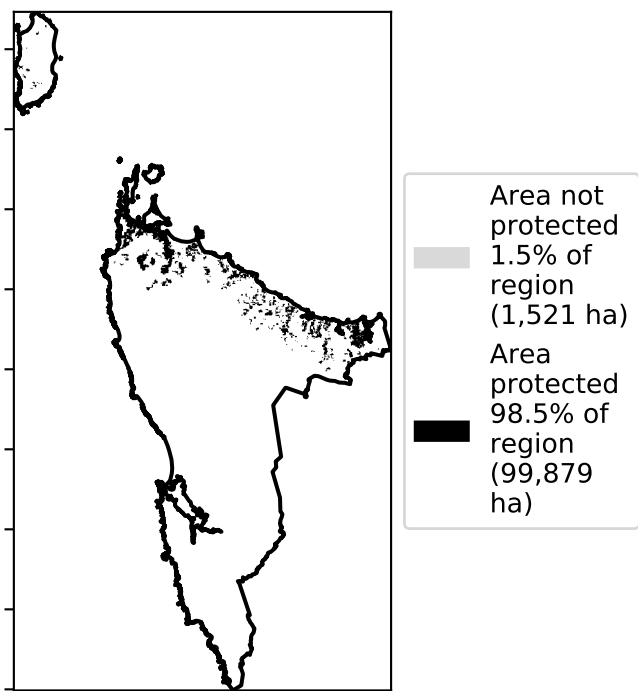 Area not
protected
1.5% of
region
(1,521 ha)
Area
protected
98.5% of
region
(99,879
ha)